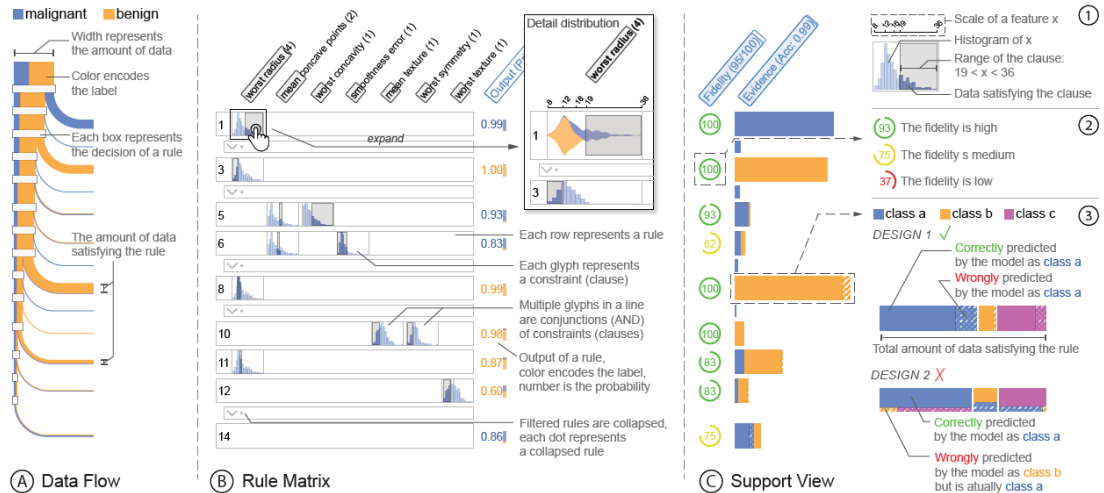 malignant
benign
Width represents
the amount of data
Color encodes
the label
Each box represents
the decision of a rule
The amount of data
satisfying the rule
A Data Flow
worst radius (4)
mean concave points (2)
worst concavity (1)
smoothness error (1)
mean texture (1)
worst symmetry (1)
worst texture (1)
Output (P
1
0.99
expand
3
1.00
5
0.93
6
0.83
8
0.99
10
0.98
11
0.87
12
0.60
14
0.86
Detail distribution
worst radius (4)
8
12
18
19
36
1
3
Each row represents a rule
Each glyph represents
a constraint (clause)
Multiple glyphs in a line
are conjunctions (AND)
of constraints (clauses)
Output of a rule,
color encodes the label,
number is the probability
Filtered rules are collapsed,
each dot represents
a collapsed rule
B Rule Matrix
Fidelity (95/100)
Evidence (Acc: 0.99)
100
100
93
62
100
100
83
83
75
C Support View
1
8 12 18 19 36
Scale of a feature x
Histogram of x
Range of the clause:
19 < x < 36
Data satisfying the clause
2
93 The fidelity is high
75 The fidelity s medium
37 The fidelity is low
3
class a class b class c
DESIGN 1
Correctly predicted
by the model as class a
Wrongly predicted
by the model as class a
Total amount of data satisfying the rule
DESIGN 2
Correctly predicted
by the model as class a
Wrongly predicted
by the model as class b
but is atually class a